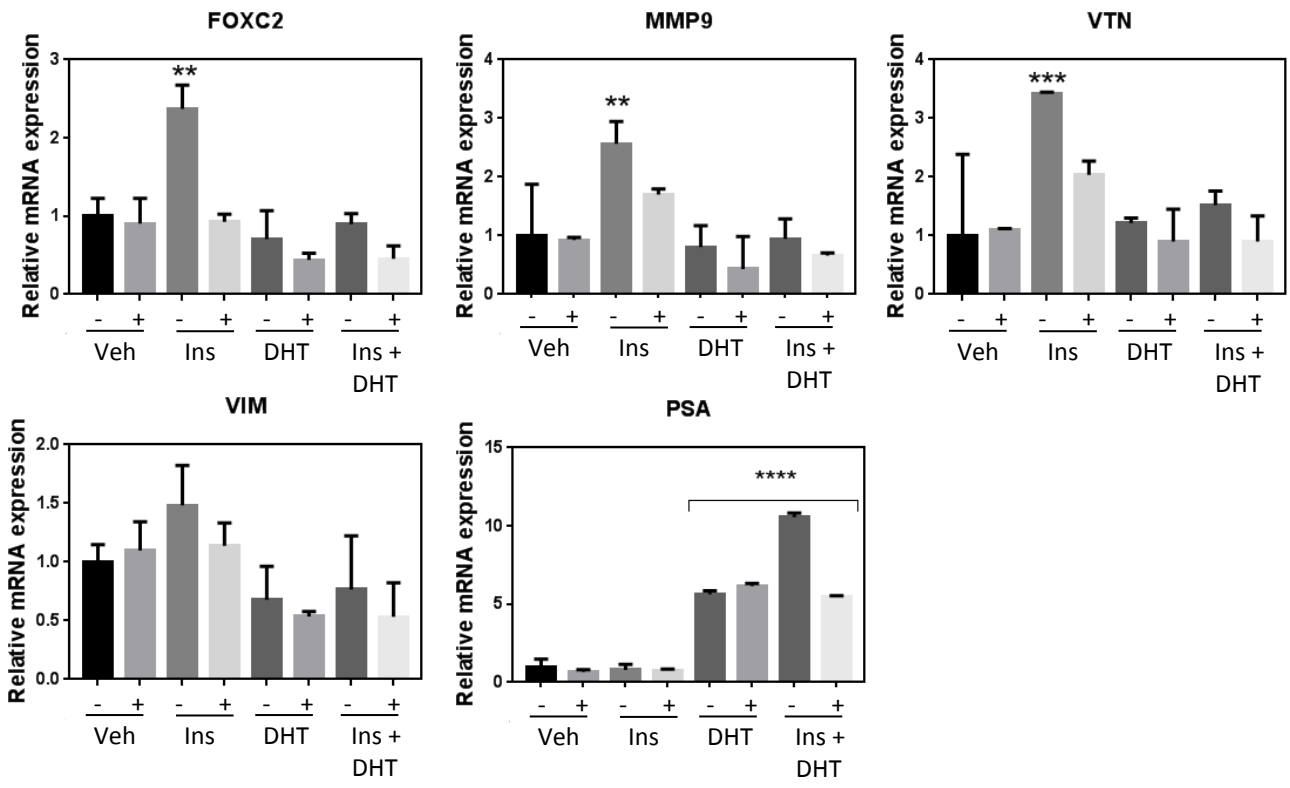 FOXC2
Relative mRNA expression
3
2
1
0
**
- + - + - + - +
Veh Ins DHT Ins +
DHT
MMP9
Relative mRNA expression
4
3
2
1
0
**
- + - + - + - +
Veh Ins DHT Ins +
DHT
VTN
Relative mRNA expression
4
3
2
1
0
***
- + - + - + - +
Veh Ins DHT Ins +
DHT
VIM
Relative mRNA expression
2.0
1.5
1.0
0.5
0.0
- + - + - + - +
Veh Ins DHT Ins +
DHT
PSA
Relative mRNA expression
15
10
5
0
****
- + - + - + - +
Veh Ins DHT Ins +
DHT